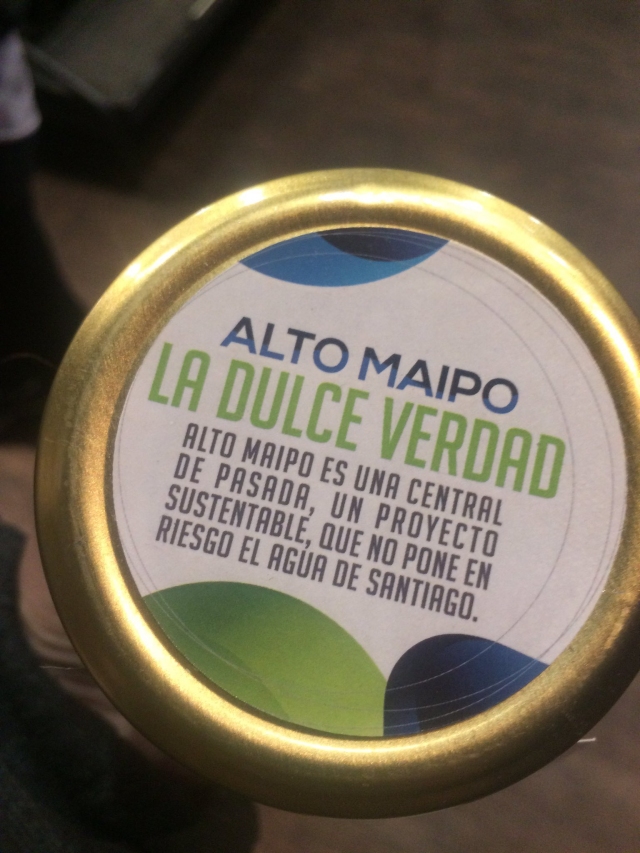 ALTO MAIPO
LA DULCE VERDAD
ALTO MAIPO ES UNA CENTRAL
DE PASADA, UN PROYECTO
SUSTENTABLE, QUE NO PONE EN
RIESGO EL AGUA DE SANTIAGO.